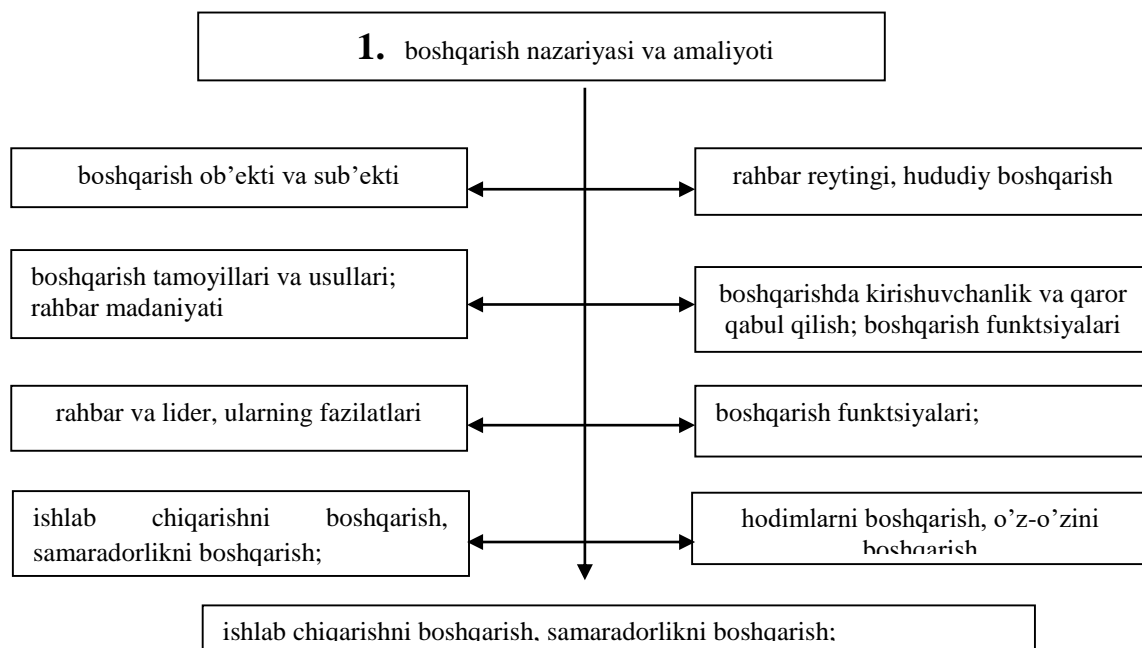 1. boshqarish nazariyasi va amaliyoti
boshqarish ob’ekti va sub’ekti
rahbar reytingi, hududiy boshqarish
boshqarish tamoyillari va usullari;
rahbar madaniyati
boshqarishda kirishuvchanlik va qaror
qabul qilish; boshqarish funktsiyalari
rahbar va lider, ularning fazilatlari
boshqarish funktsiyalari;
ishlab chiqarishni boshqarish,
samaradorlikni boshqarish;
hodimlarni boshqarish, o’z-o’zini
boshqarish
ishlab chiqarishni boshqarish, samaradorlikni boshqarish;